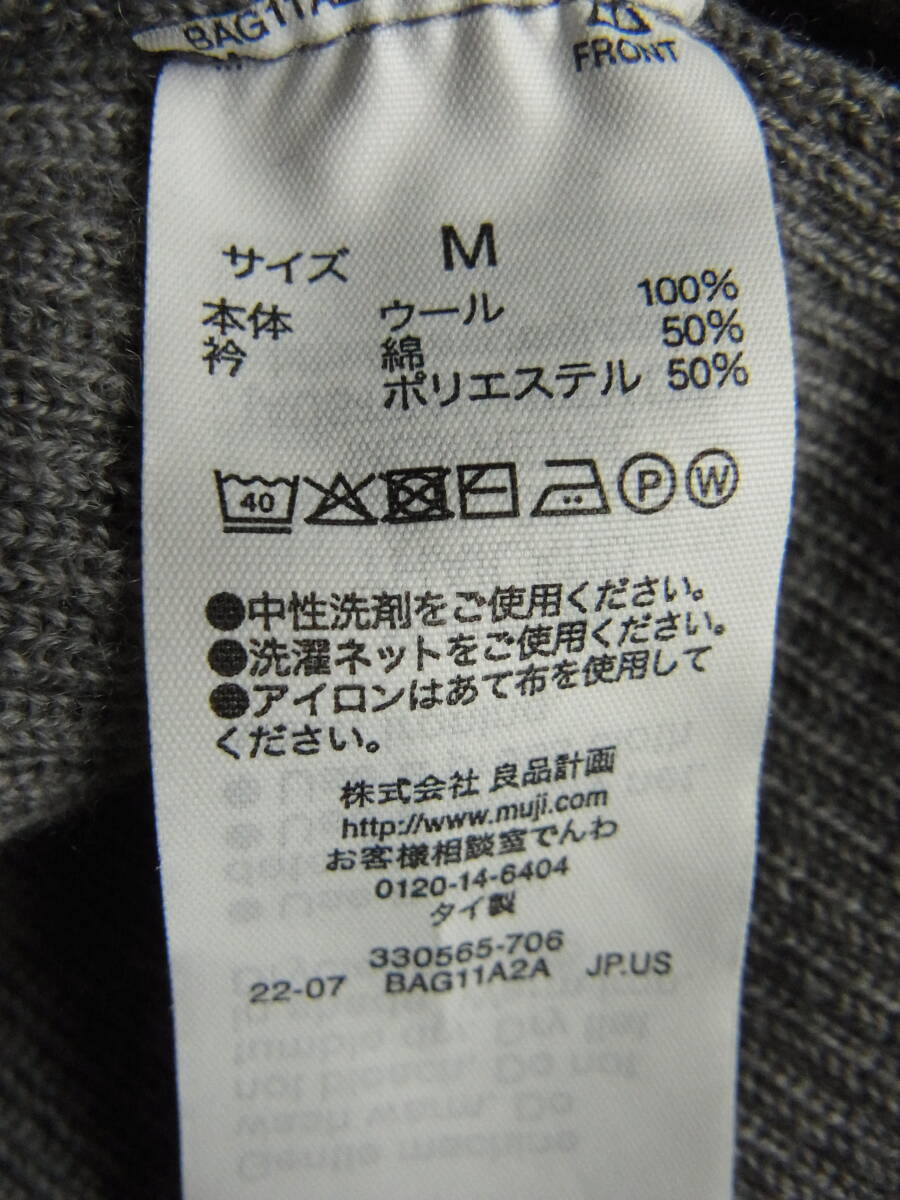 FRONT
サイズ M
本体 ウール 100%
衿 綿 50%
ポリエステル 50%
40
P
W
●中性洗剤をご使用ください。
●洗濯ネットをご使用ください。
●アイロンはあて布を使用して
ください。
株式会社 良品計画
http://www.muji.com
お客様相談室でんわ
0120-14-6404
タイ製
330565-706
22-07 BAG11A2A JP.US